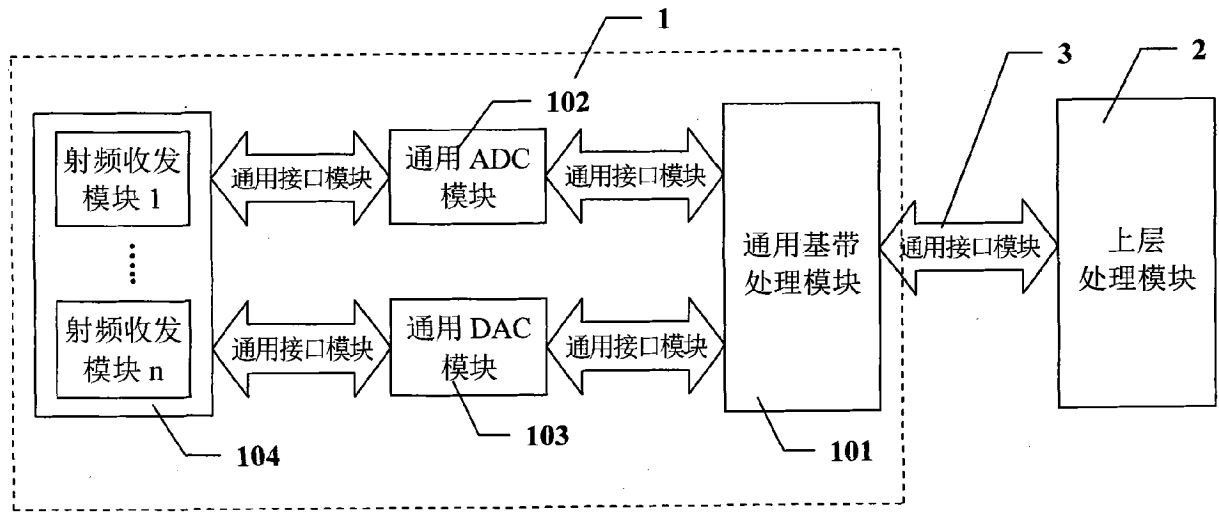 1
3
2
102
射频收发
模块 1
通用接口模块
通用 ADC
模块
通用接口模块
通用基带
处理模块
通用接口模块
上层
处理模块
射频收发
模块 n
通用接口模块
通用 DAC
模块
通用接口模块
104
103
101